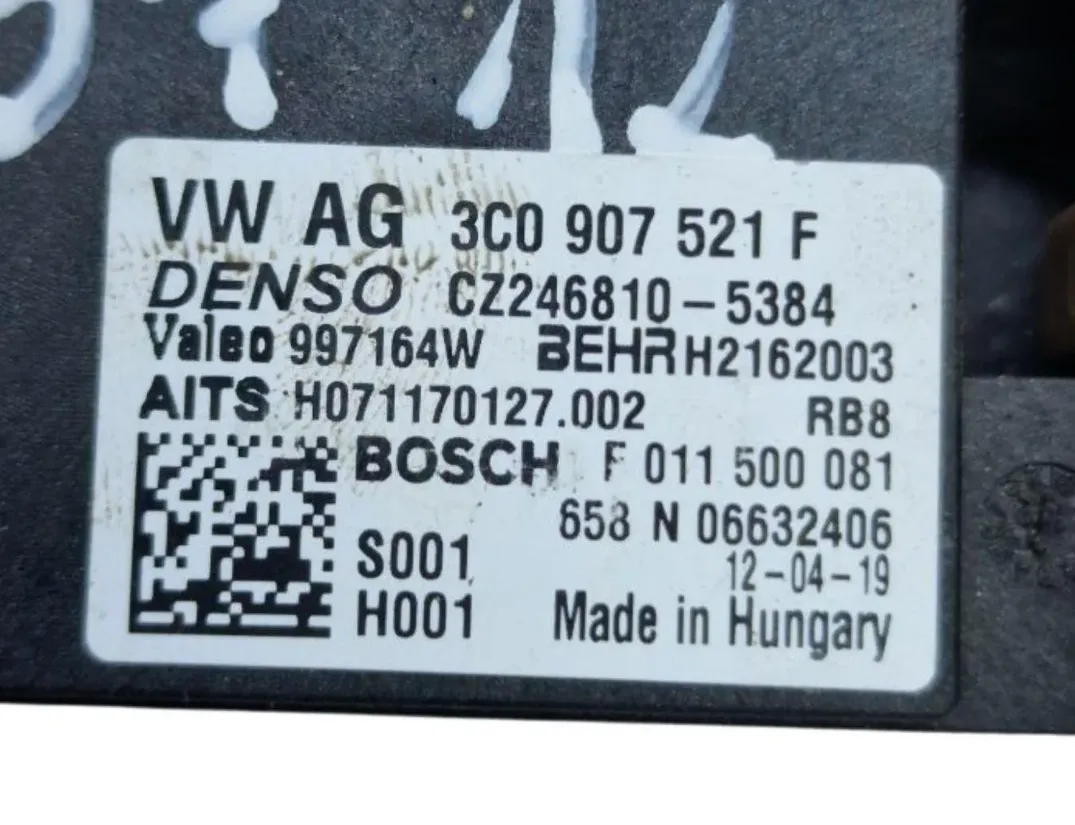 VW AG 3C0 907 521 F
DENSO CZ246810-5384
Valeo 997164W BEHR H2162003
AITS H071170127.002 RB8
BOSCH F 011 500 081
658 N 06632406
S001 12-04-19
H001 Made in Hungary